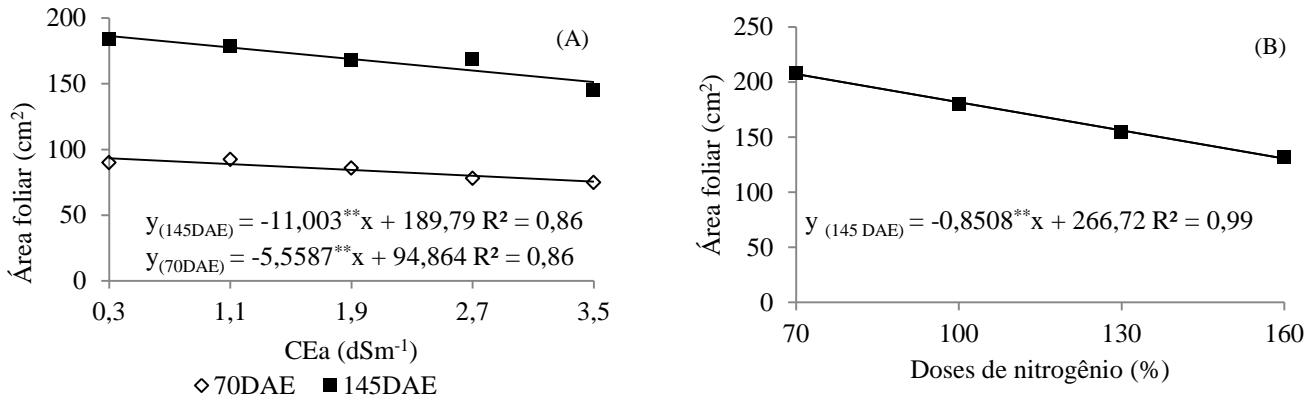 200
150
100
50
0
Área foliar (cm²)
(A)
y(145DAE) = -11,003**x + 189,79 R² = 0,86
y(70DAE) = -5,5587**x + 94,864 R² = 0,86
0,3 1,1 1,9 2,7 3,5
CEa (dSm⁻¹)
70DAE 145DAE
250
200
150
100
50
0
Área foliar (cm²)
(B)
y (145 DAE) = -0,8508**x + 266,72 R² = 0,99
70 100 130 160
Doses de nitrogênio (%)